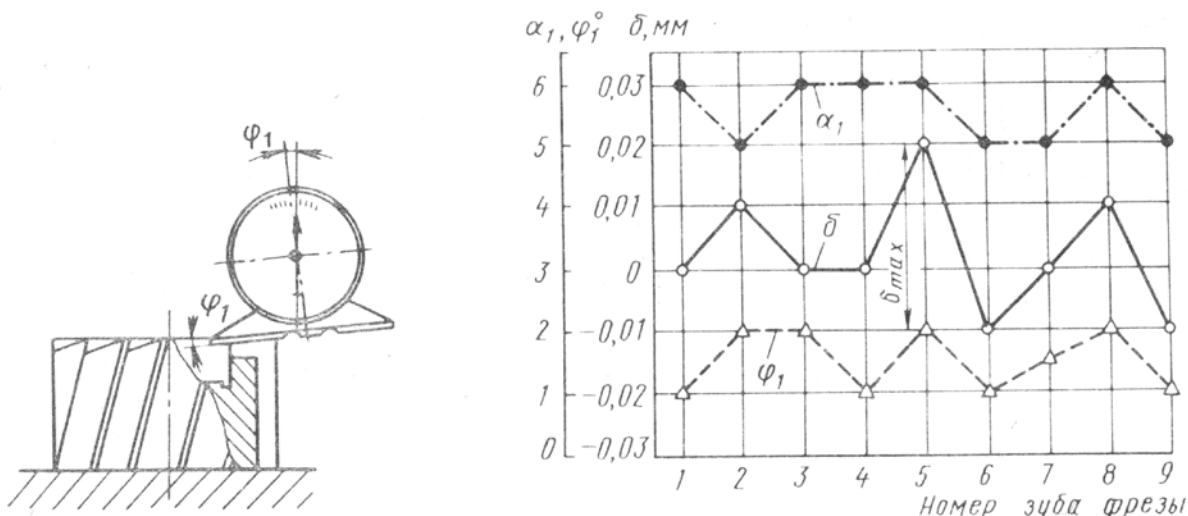 φ₁
φ₁
α₁, φ₁° δ, мм
6 0,03
5 0,02
4 0,01
3 0
2 -0,01
1 -0,02
0 -0,03
α₁
δ
δmax
φ₁
1 2 3 4 5 6 7 8 9
Номер зуба фрезы